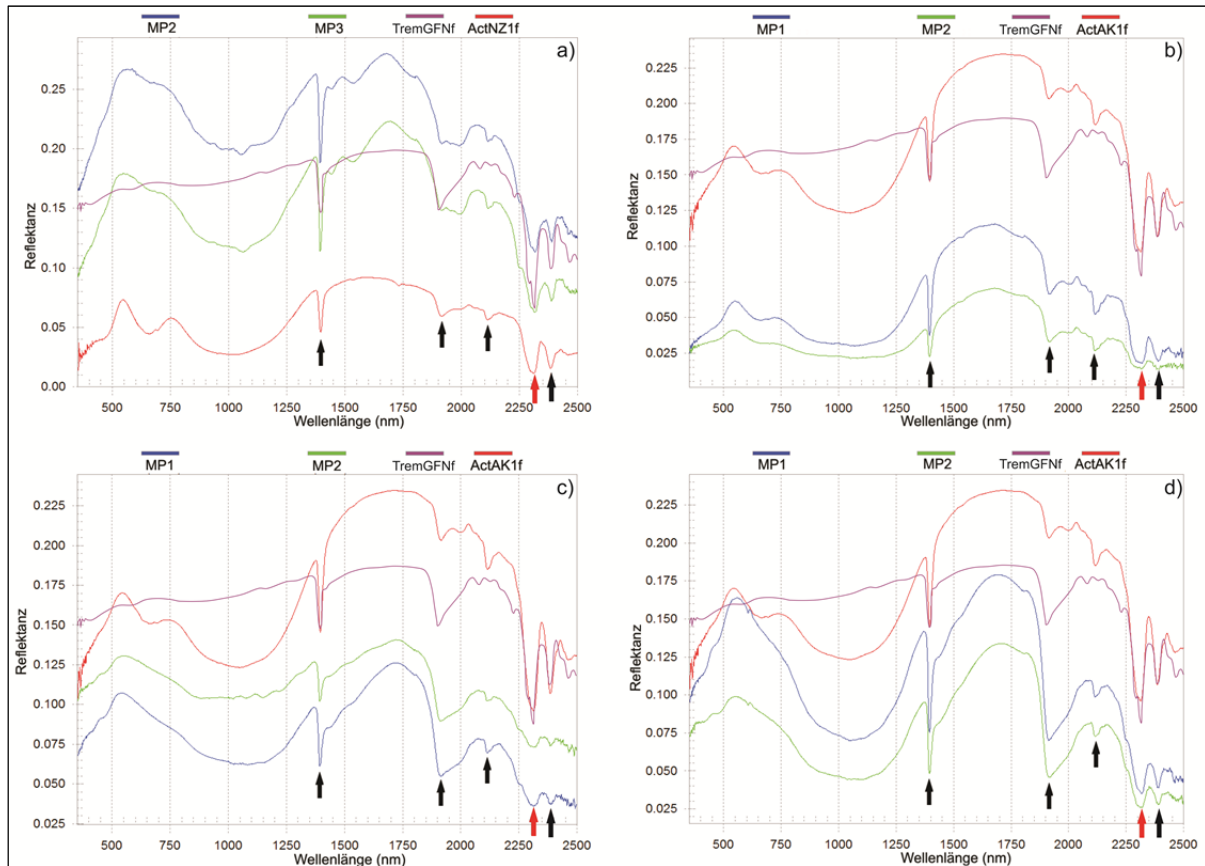 MP2 MP3 TremGFNf ActNZ1f
a)
0.25
0.20
0.15
0.10
0.05
0.00
Reflektanz
500 750 1000 1250 1500 1750 2000 2250 2500
Wellenlänge (nm)
MP1 MP2 TremGFNf ActAK1f
b)
0.225
0.200
0.175
0.150
0.125
0.100
0.075
0.050
0.025
Reflektanz
500 750 1000 1250 1500 1750 2000 2250 2500
Wellenlänge (nm)
MP1 MP2 TremGFNf ActAK1f
c)
0.225
0.200
0.175
0.150
0.125
0.100
0.075
0.050
0.025
Reflektanz
500 750 1000 1250 1500 1750 2000 2250 2500
Wellenlänge (nm)
MP1 MP2 TremGFNf ActAK1f
d)
0.225
0.200
0.175
0.150
0.125
0.100
0.075
0.050
0.025
Reflektanz
500 750 1000 1250 1500 1750 2000 2250 2500
Wellenlänge (nm)